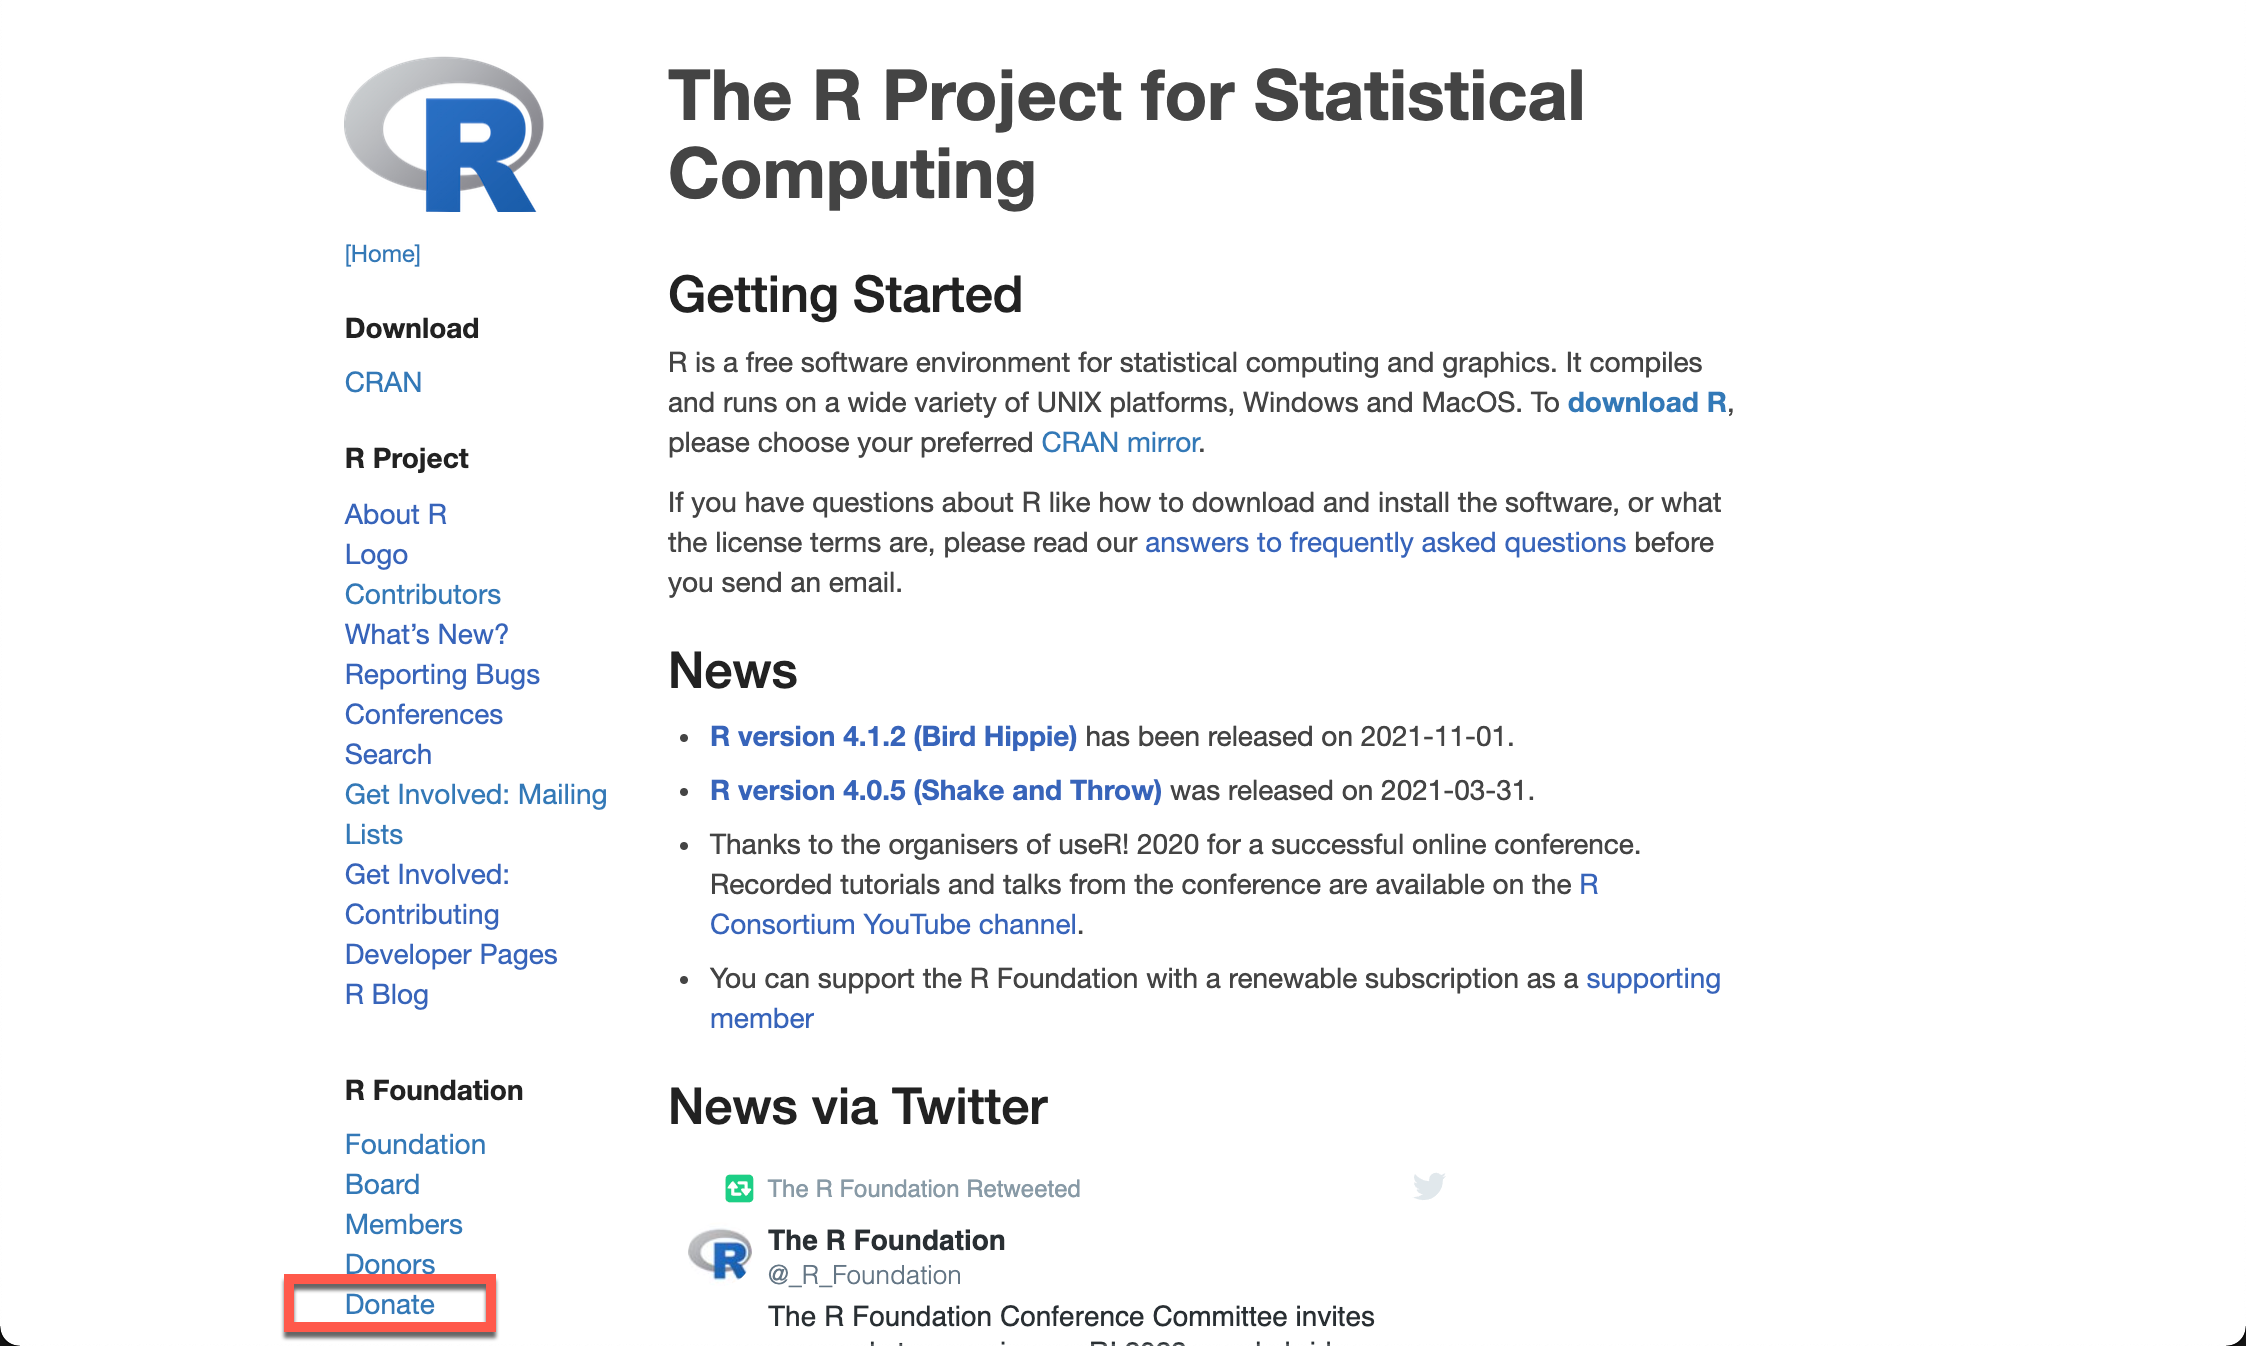 R
[Home]
Download
CRAN
R Project
About R
Logo
Contributors
What’s New?
Reporting Bugs
Conferences
Search
Get Involved: Mailing
Lists
Get Involved:
Contributing
Developer Pages
R Blog
R Foundation
Foundation
Board
Members
Donors
Donate
The R Project for Statistical
Computing
Getting Started
R is a free software environment for statistical computing and graphics. It compiles
and runs on a wide variety of UNIX platforms, Windows and MacOS. To download R,
please choose your preferred CRAN mirror.
If you have questions about R like how to download and install the software, or what
the license terms are, please read our answers to frequently asked questions before
you send an email.
News
• R version 4.1.2 (Bird Hippie) has been released on 2021-11-01.
• R version 4.0.5 (Shake and Throw) was released on 2021-03-31.
• Thanks to the organisers of useR! 2020 for a successful online conference.
Recorded tutorials and talks from the conference are available on the R
Consortium YouTube channel.
• You can support the R Foundation with a renewable subscription as a supporting
member
News via Twitter
The R Foundation Retweeted
R
The R Foundation
@_R_Foundation
The R Foundation Conference Committee invites